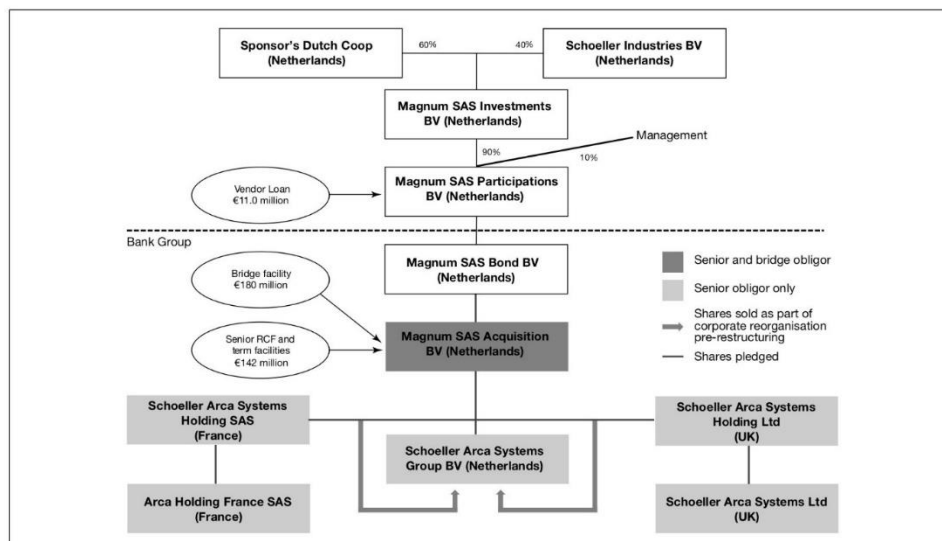 Sponsor's Dutch Coop
(Netherlands)
60%
40%
Schoeller Industries BV
(Netherlands)
Magnum SAS Investments
BV (Netherlands)
Management
90%
10%
Magnum SAS Participations
BV (Netherlands)
Vendor Loan
€11.0 million
Bank Group
Magnum SAS Bond BV
(Netherlands)
Bridge facility
€180 million
Senior and bridge obligor
Senior obligor only
Shares sold as part of
corporate reorganisation
pre-restructuring
Shares pledged
Magnum SAS Acquisition
BV (Netherlands)
Senior RCF and
term facilities
€142 million
Schoeller Arca Systems
Holding SAS
(France)
Schoeller Arca Systems
Group BV (Netherlands)
Schoeller Arca Systems
Holding Ltd
(UK)
Arca Holding France SAS
(France)
Schoeller Arca Systems Ltd
(UK)